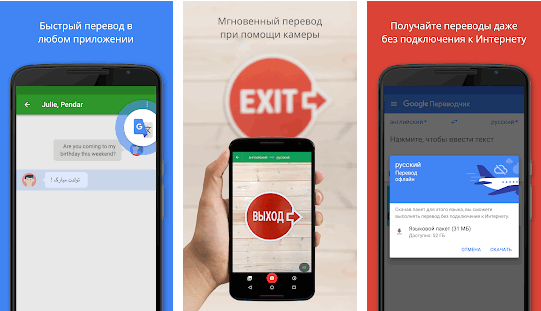 Быстрый перевод в
любом приложении
Julie, Pendar
Are you coming to my
birthday this weekend?
تولدت مبارک !
Мгновенный перевод
при помощи камеры
EXIT
АНГЛИЙСКИЙ
РУССКИЙ
ВЫХОД
Получайте переводы даже
без подключения к Интернету
Google Переводчик
АНГЛИЙСКИЙ
РУССКИЙ
Нажмите, чтобы ввести текст
русский
Перевод
офлайн
Скачав пакет для этого языка, вы сможете
выполнять перевод без подключения к Интернету.
Языковой пакет (31 МБ)
Доступно: 52 ГБ
ОТМЕНА СКАЧАТЬ